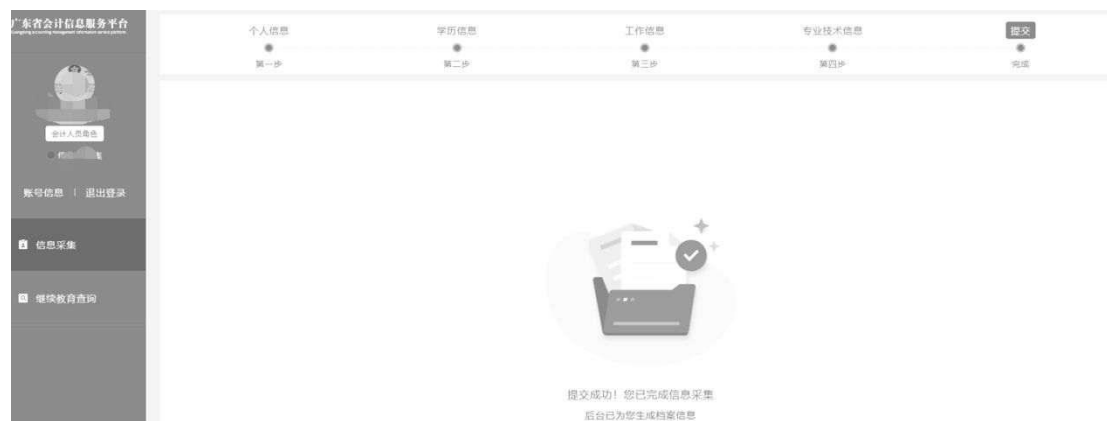 广东省会计信息服务平台
会计人员角色
账号信息 | 退出登录
信息采集
继续教育查询
个人信息 学历信息 工作信息 专业技术信息 提交
第一步 第二步 第三步 第四步 完成
提交成功！您已完成信息采集
后台已为您生成档案信息